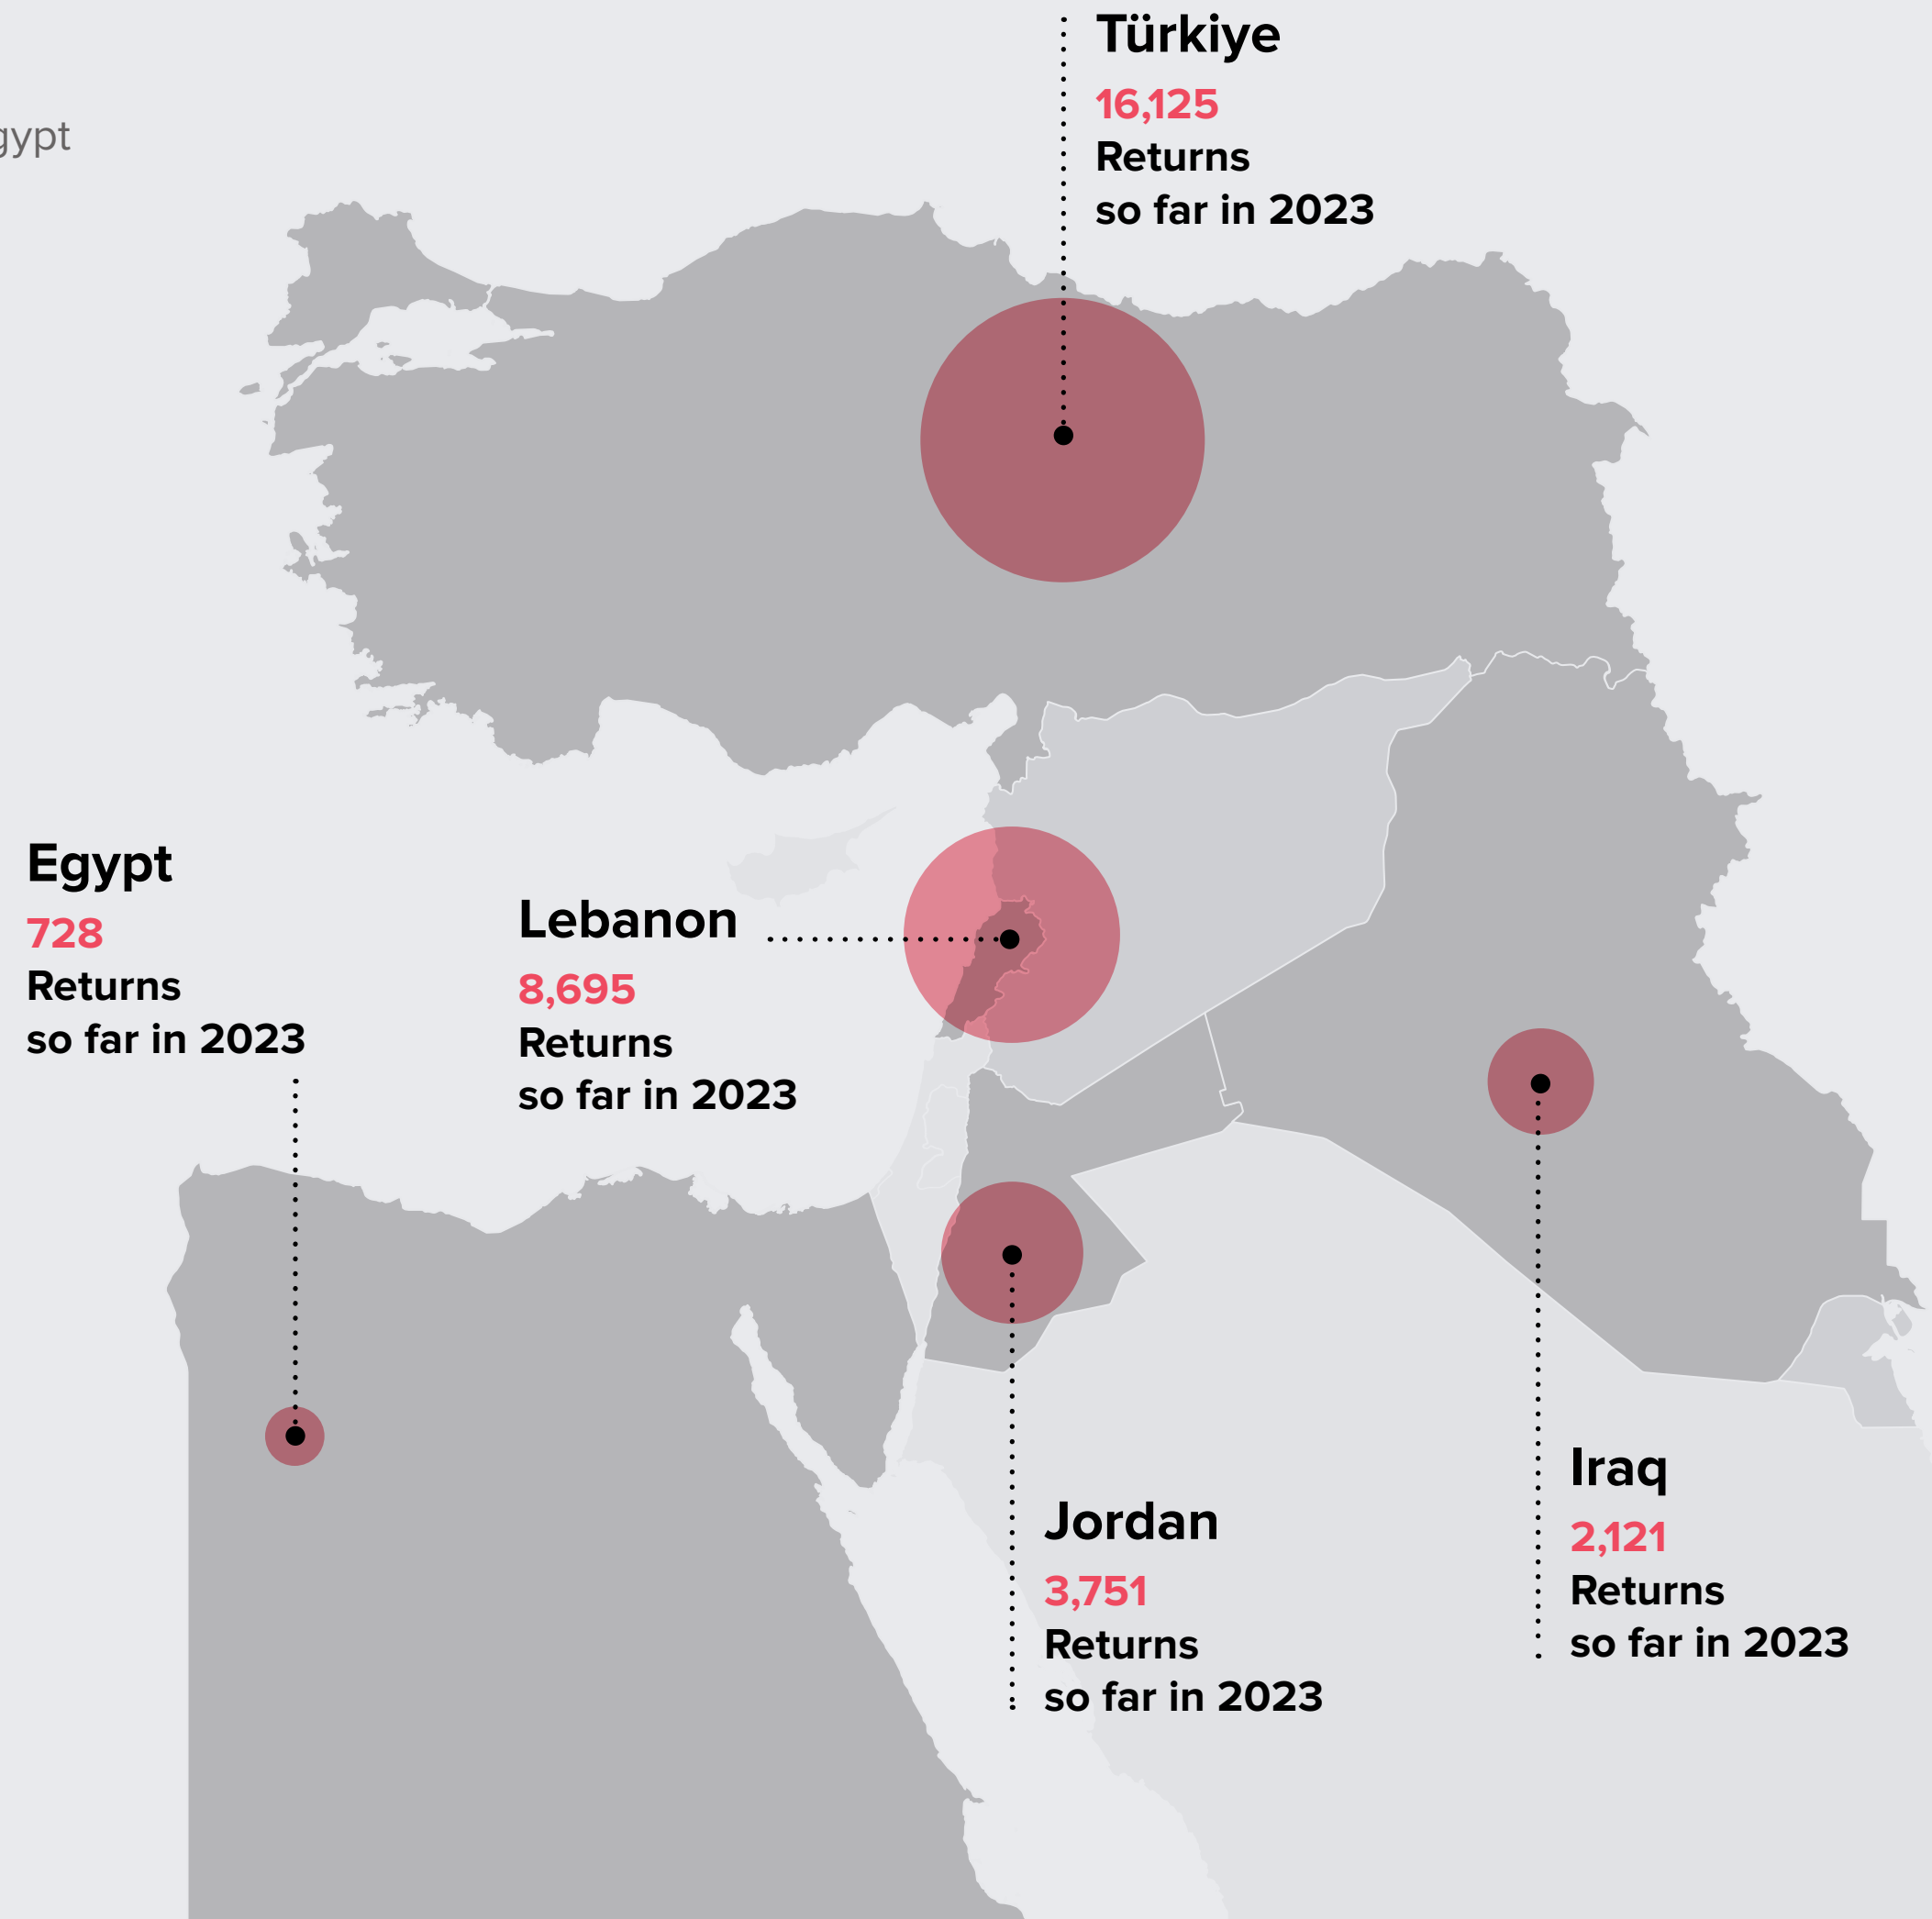 Türkiye
16,125
Returns
so far in 2023
Egypt
728
Returns
so far in 2023
Lebanon
8,695
Returns
so far in 2023
Jordan
3,751
Returns
so far in 2023
Iraq
2,121
Returns
so far in 2023